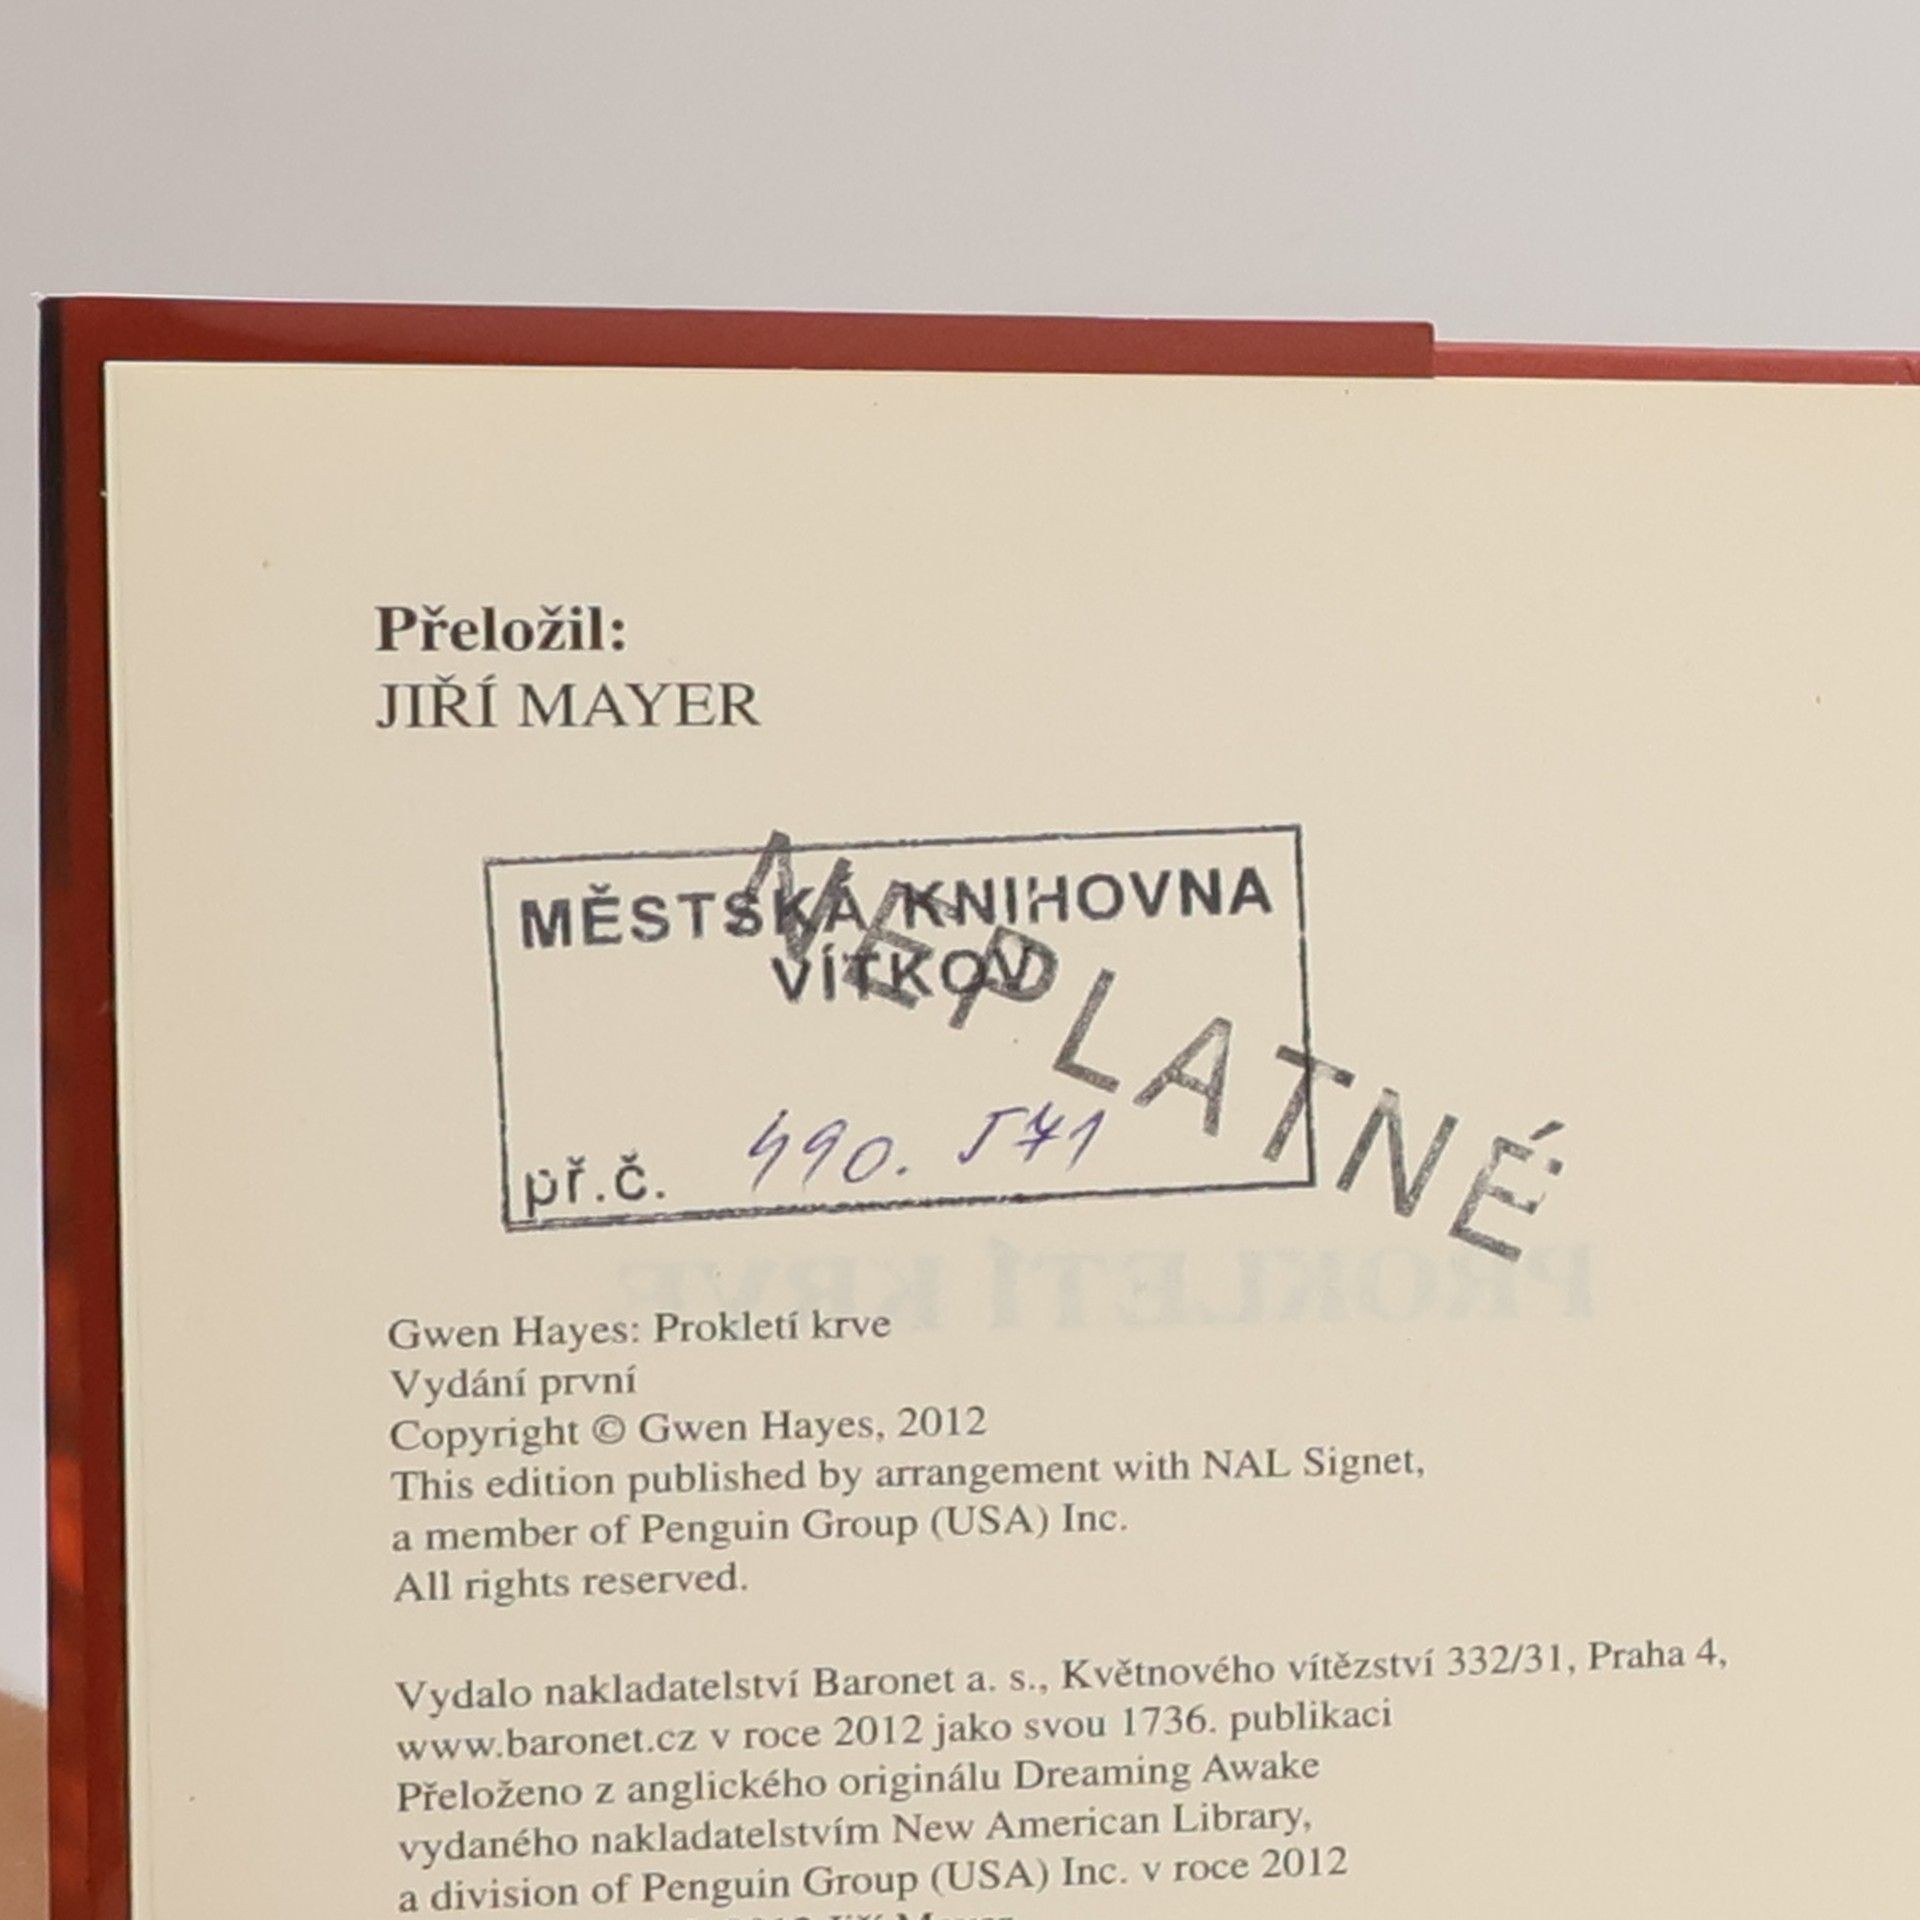 Přeložil:
JIŘÍ MAYER
MĚSTSKÁ KNIHOVNA
VÍTKOV
NEPLATNÉ
př.č. 490. 571
PROKLETÍ KRVE
Gwen Hayes: Prokletí krve
Vydání první
Copyright © Gwen Hayes, 2012
This edition published by arrangement with NAL Signet,
a member of Penguin Group (USA) Inc.
All rights reserved.
Vydalo nakladatelství Baronet a. s., Květnového vítězství 332/31, Praha 4,
www.baronet.cz v roce 2012 jako svou 1736. publikaci
Přeloženo z anglického originálu Dreaming Awake
vydaného nakladatelstvím New American Library,
a division of Penguin Group (USA) Inc. v roce 2012